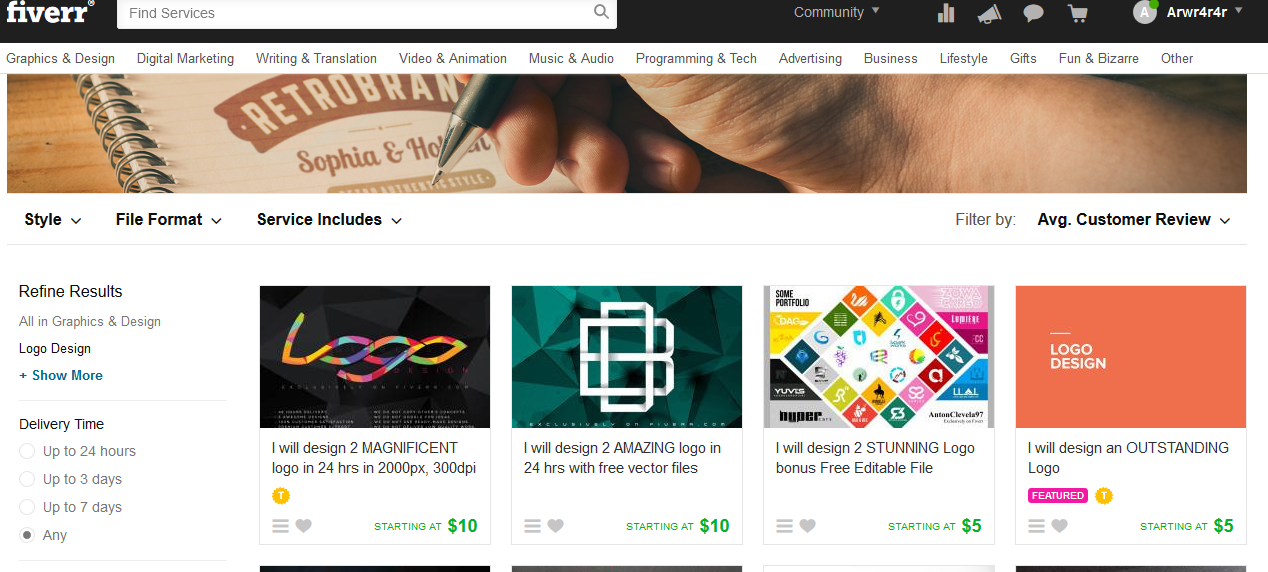 fiverr®
Find Services
Community
A
Arwr4r4r
Graphics & Design
Digital Marketing
Writing & Translation
Video & Animation
Music & Audio
Programming & Tech
Advertising
Business
Lifestyle
Gifts
Fun & Bizarre
Other
RETROBRAN
Sophia & Ho
Style
File Format
Service Includes
Filter by:
Avg. Customer Review
Refine Results
All in Graphics & Design
Logo Design
+ Show More
Delivery Time
Up to 24 hours
Up to 3 days
Up to 7 days
Any
Logo
DESIGN
EXCLUSIVELY ON FIVERR.COM
I will design 2 MAGNIFICENT
logo in 24 hrs in 2000px, 300dpi
T
STARTING AT $10
EXCLUSIVELY ON FIVERR.COM
I will design 2 AMAZING logo in
24 hrs with free vector files
STARTING AT $10
SOME
PORTFOLIO
Lumière
YUVES
LLAL
hyper
AntonClevela97
Exclusively on Fiverr
I will design 2 STUNNING Logo
bonus Free Editable File
STARTING AT $5
LOGO
DESIGN
I will design an OUTSTANDING
Logo
FEATURED
T
STARTING AT $5